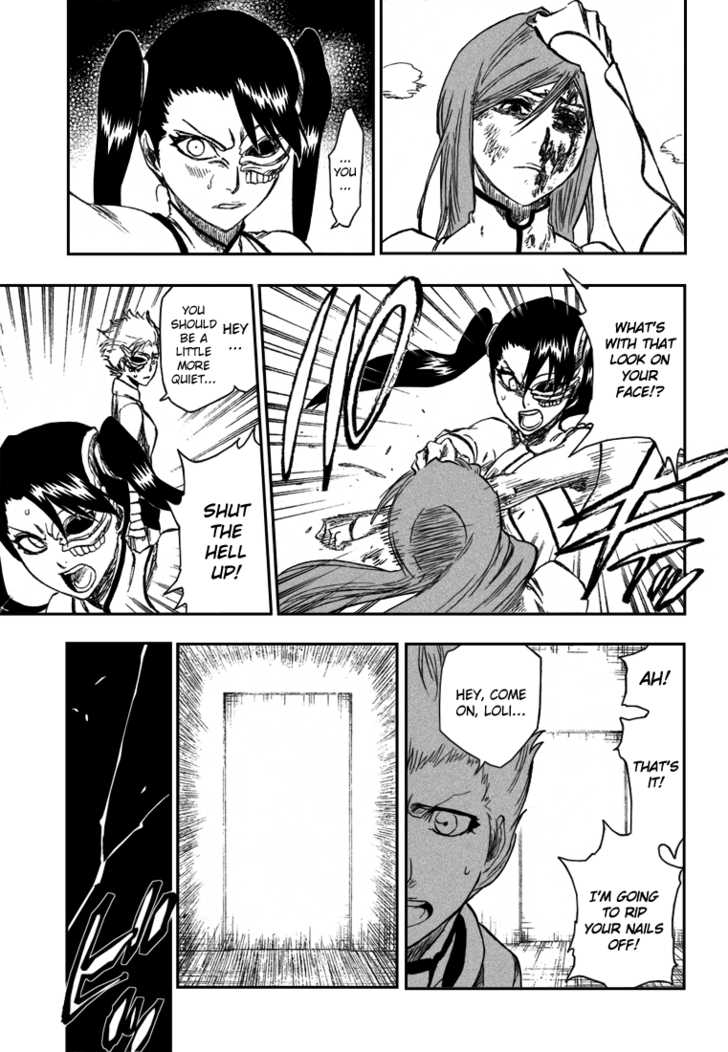 ...
YOU
...
WHAT'S
WITH THAT
LOOK ON
YOUR
FACE!?
HEY
...
YOU
SHOULD
BE A
LITTLE
MORE
QUIET...
SHUT
THE
HELL
UP!
AH!
THAT'S
IT!
I'M GOING
TO RIP
YOUR NAILS
OFF!
HEY, COME
ON, LOLI...